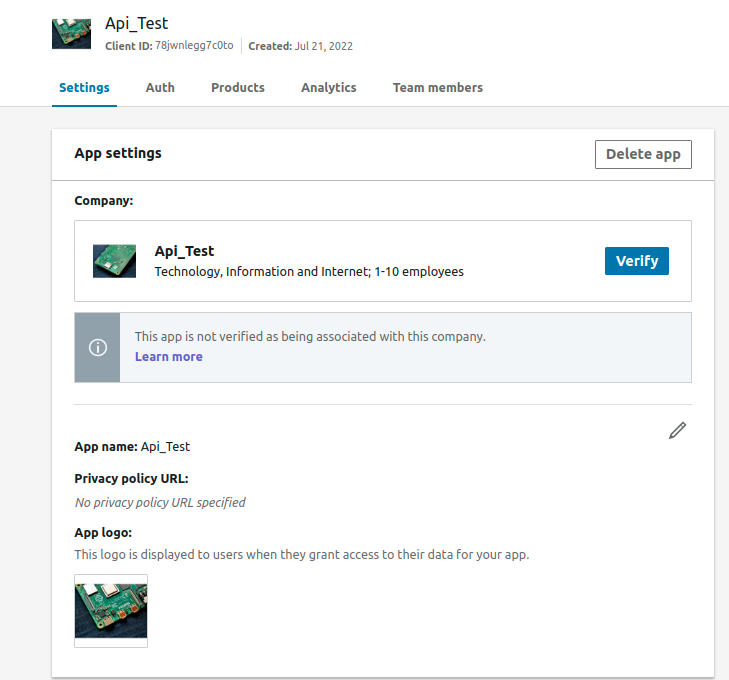 Api_Test
Client ID: 78jwnlegg7c0to Created: Jul 21, 2022
Settings Auth Products Analytics Team members
App settings Delete app
Company:
Api_Test
Technology, Information and Internet; 1-10 employees
Verify
This app is not verified as being associated with this company.
Learn more
App name: Api_Test
Privacy policy URL:
No privacy policy URL specified
App logo:
This logo is displayed to users when they grant access to their data for your app.